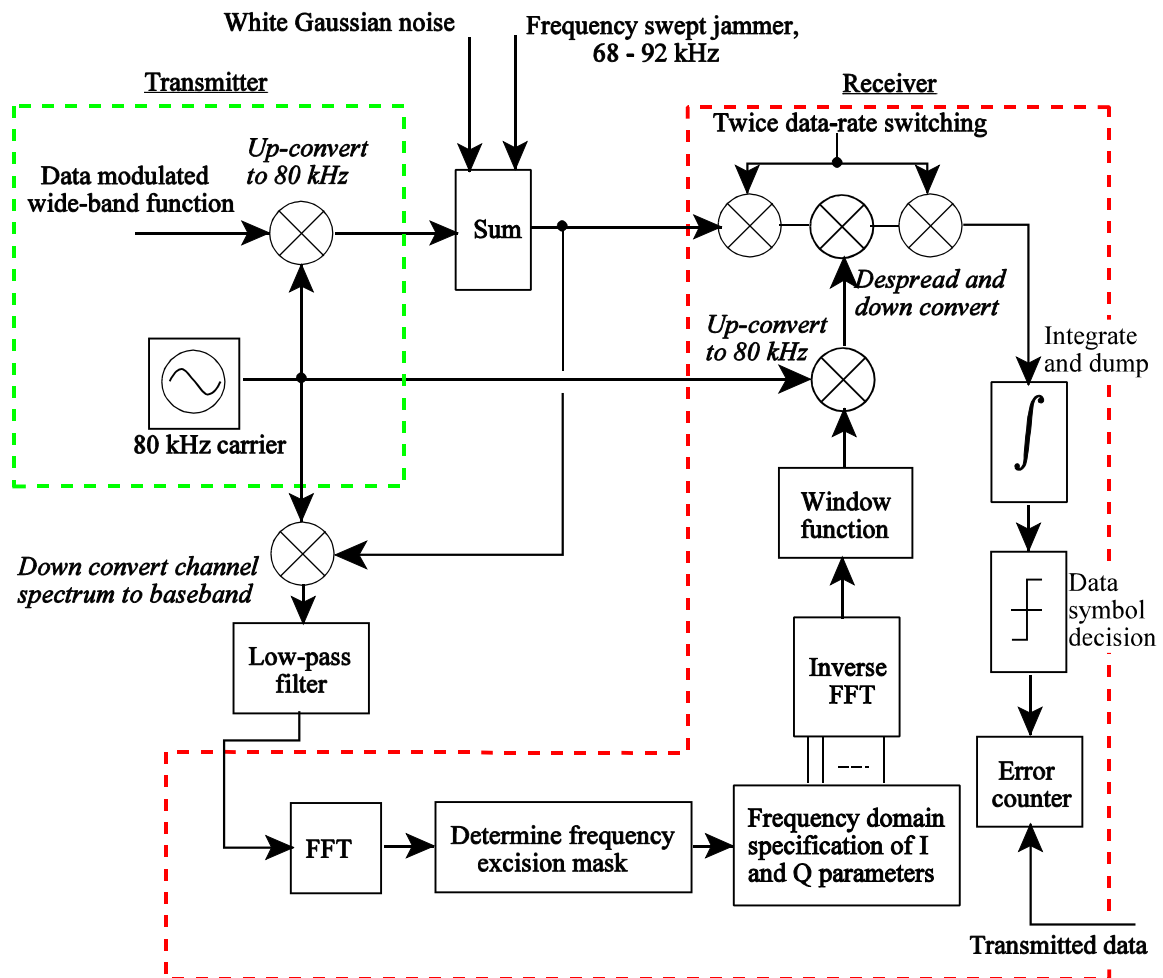 White Gaussian noise
Frequency swept jammer,
68 - 92 kHz
Transmitter
Receiver
Twice data-rate switching
Up-convert
to 80 kHz
Data modulated
wide-band function
Sum
Despread and
down convert
Up-convert
to 80 kHz
Integrate
and dump
80 kHz carrier
Window
function
Down convert channel
spectrum to baseband
Data
symbol
decision
Low-pass
filter
Inverse
FFT
Error
counter
FFT
Determine frequency
excision mask
Frequency domain
specification of I
and Q parameters
Transmitted data